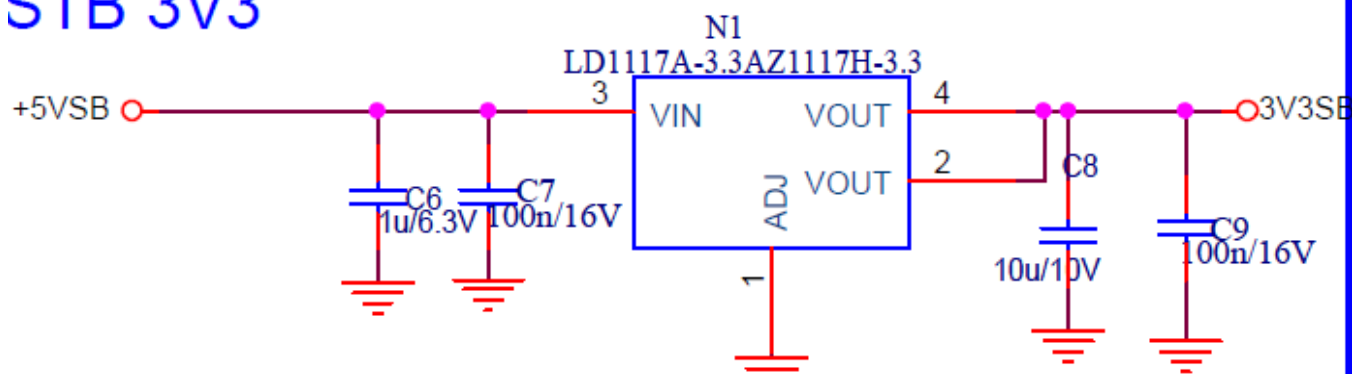 STB 3V3
N1
LD1117A-3.3AZ1117H-3.3
+5VSB
3
VIN
VOUT
4
3V3SB
VOUT
2
ADJ
1
C6
1u/6.3V
C7
100n/16V
C8
10u/10V
C9
100n/16V